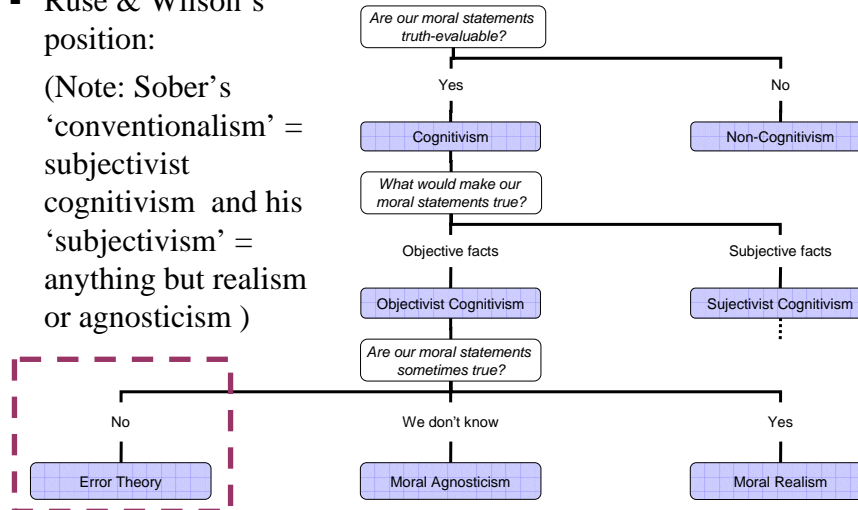 ▪ Ruse & Wilson's
position:
(Note: Sober's
'conventionalism' =
subjectivist
cognitivism and his
'subjectivism' =
anything but realism
or agnosticism )
Are our moral statements
truth-evaluable?
Yes
No
Cognitivism
Non-Cognitivism
What would make our
moral statements true?
Objective facts
Subjective facts
Objectivist Cognitivism
Sujectivist Cognitivism
Are our moral statements
sometimes true?
No
We don't know
Yes
Error Theory
Moral Agnosticism
Moral Realism